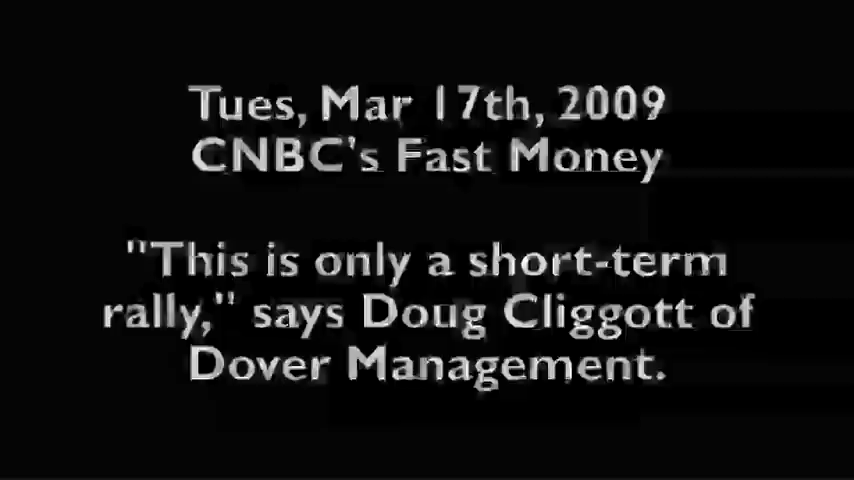 Tues, Mar 17th, 2009
CNBC's Fast Money
"This is only a short-term
rally," says Doug Cliggott of
Dover Management.